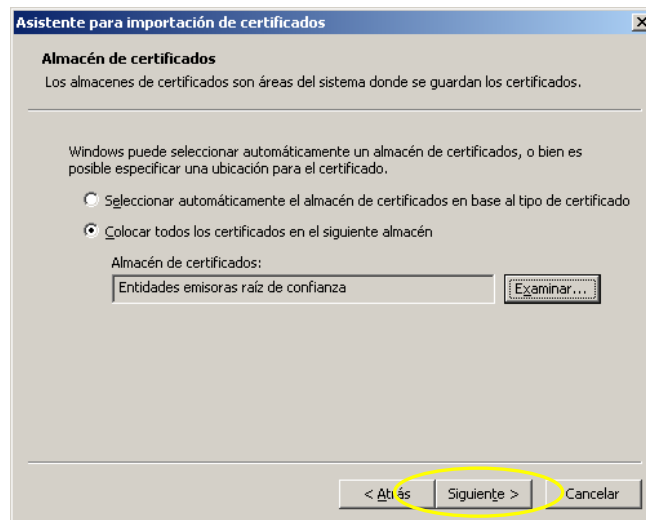 Asistente para importación de certificados
Almacén de certificados
Los almacenes de certificados son áreas del sistema donde se guardan los certificados.
Windows puede seleccionar automáticamente un almacén de certificados, o bien es
posible especificar una ubicación para el certificado.
Seleccionar automáticamente el almacén de certificados en base al tipo de certificado
Colocar todos los certificados en el siguiente almacén
Almacén de certificados:
Entidades emisoras raíz de confianza
Examinar...
< Atrás
Siguiente >
Cancelar